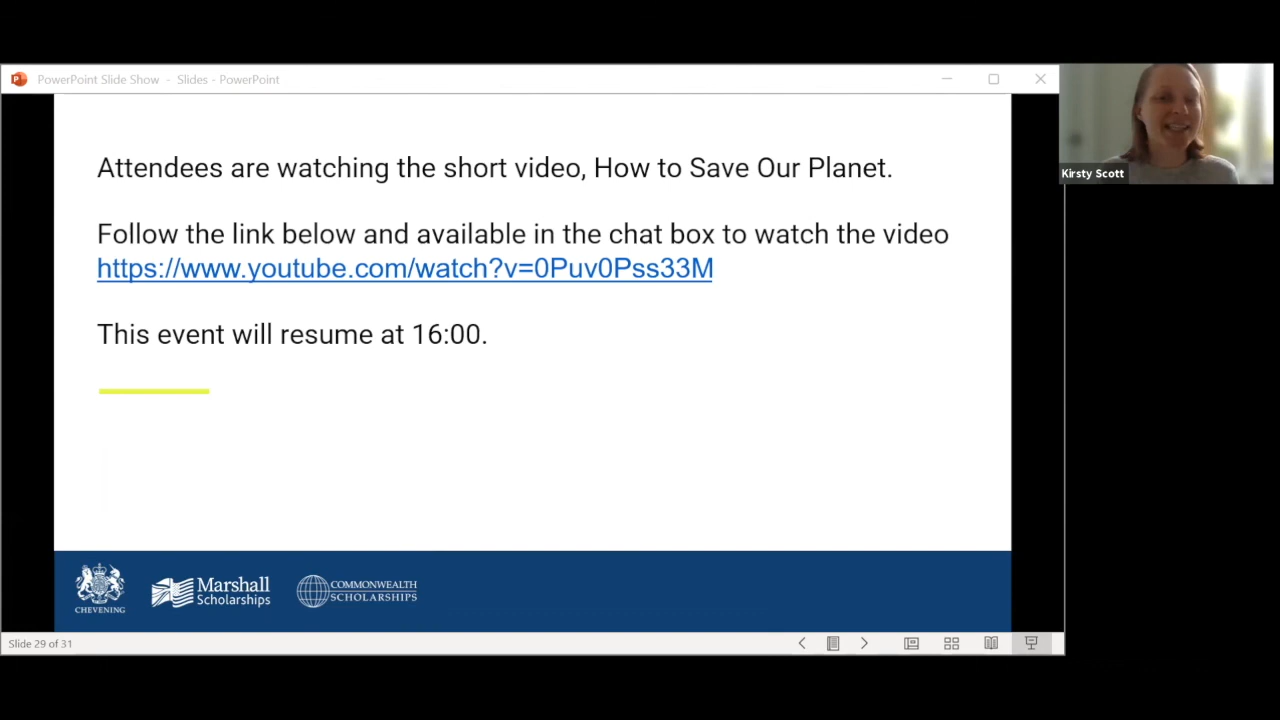 PowerPoint Slide Show - Slides - PowerPoint
Attendees are watching the short video, How to Save Our Planet.
Follow the link below and available in the chat box to watch the video
https://www.youtube.com/watch?v=0Puv0Pss33M
This event will resume at 16:00.
Kirsty Scott
CHEVENING
Marshall
Scholarships
COMMONWEALTH
SCHOLARSHIPS
Slide 29 of 31